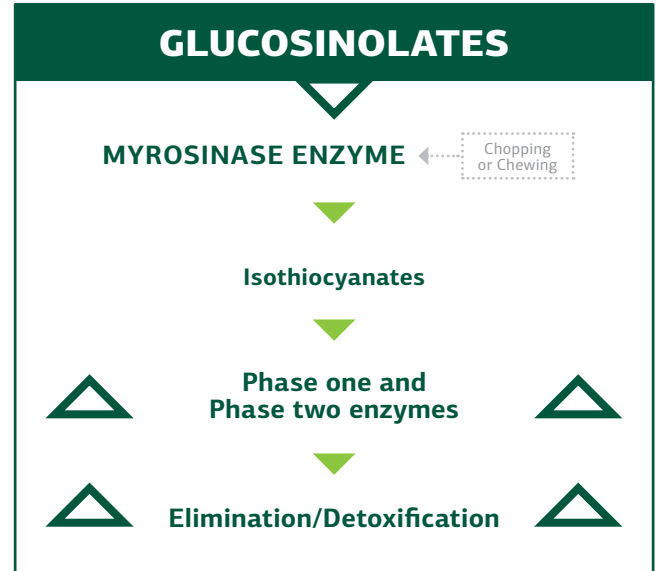 GLUCOSINOLATES
MYROSINASE ENZYME
Chopping
or Chewing
Isothiocyanates
Phase one and
Phase two enzymes
Elimination/Detoxification